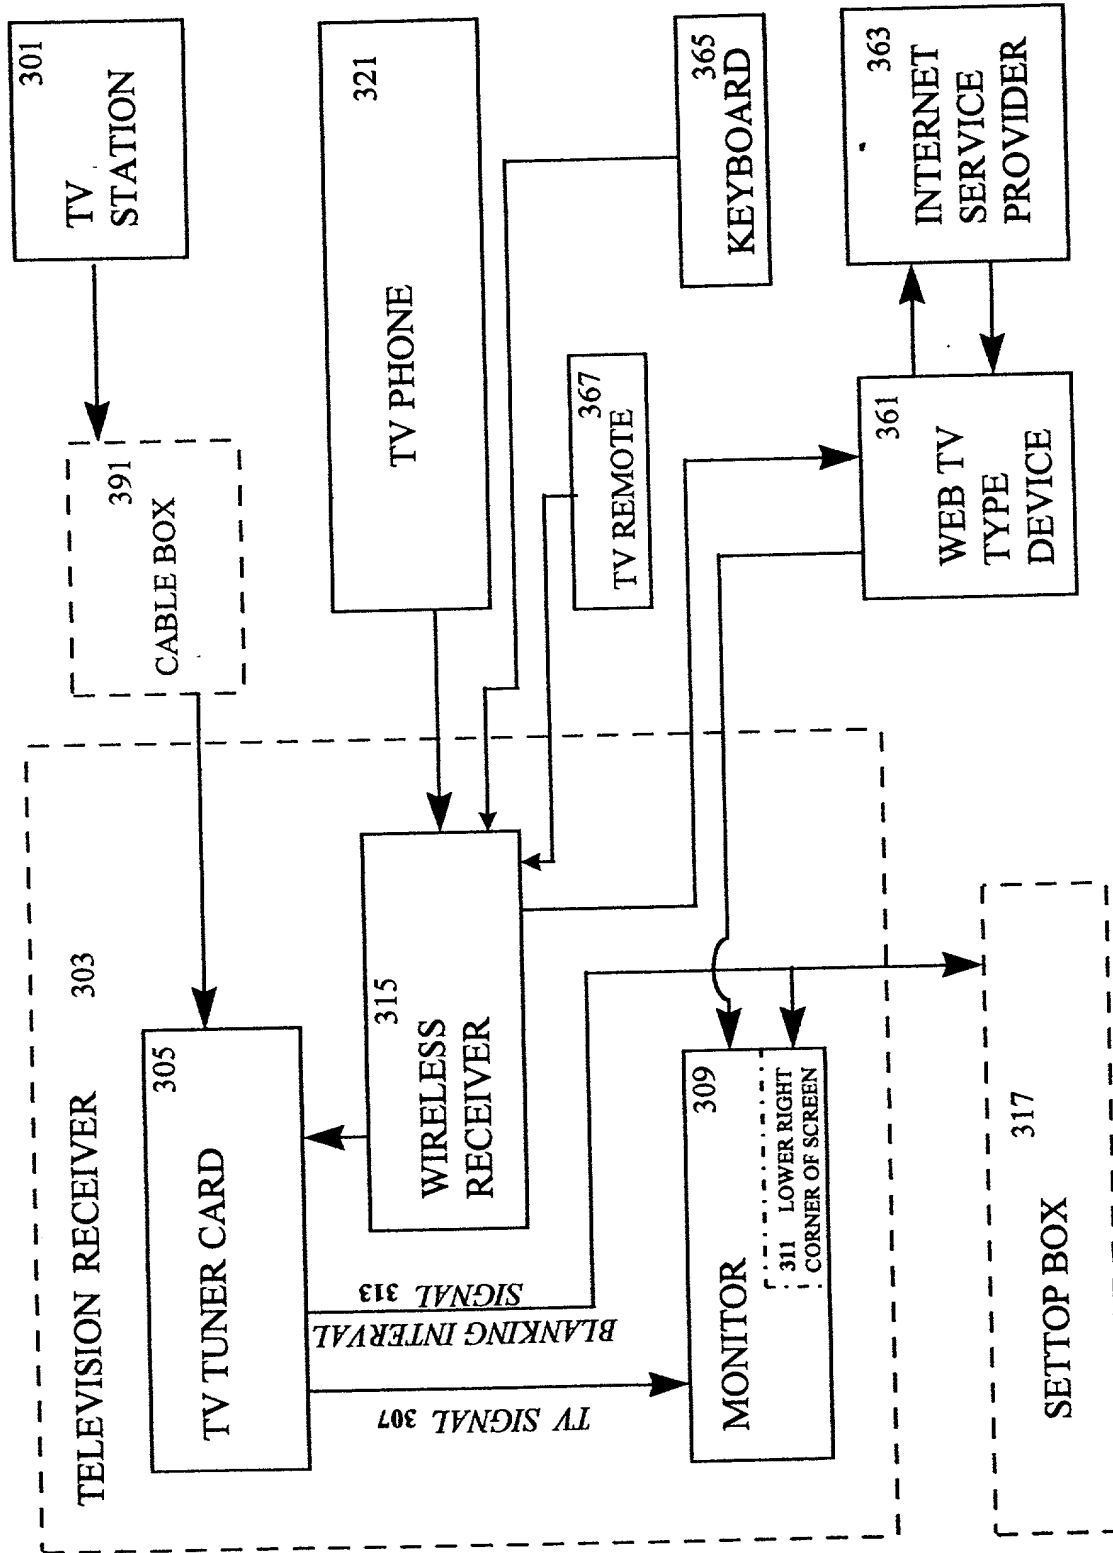 TELEVISION RECEIVER 303
305
TV TUNER CARD
391
CABLE BOX
301
TV
STATION
TV SIGNAL 307
BLANKING INTERVAL
SIGNAL 313
315
WIRELESS
RECEIVER
321
TV PHONE
367
TV REMOTE
365
KEYBOARD
309
MONITOR
311 LOWER RIGHT
CORNER OF SCREEN
361
WEB TV
TYPE
DEVICE
363
INTERNET
SERVICE
PROVIDER
317
SETTOP BOX